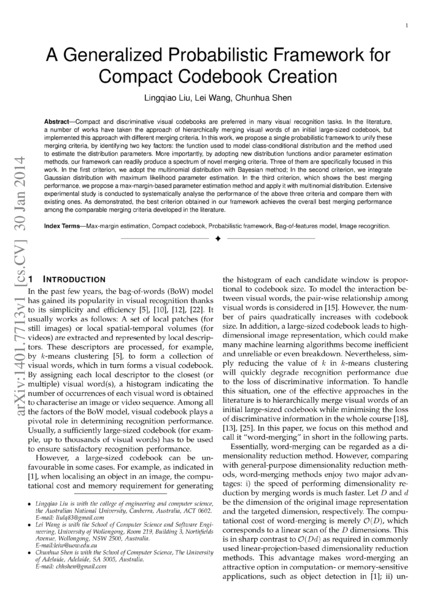 1
A Generalized Probabilistic Framework for
Compact Codebook Creation
Lingqiao Liu, Lei Wang, Chunhua Shen
Abstract—Compact and discriminative visual codebooks are preferred in many visual recognition tasks. In the literature,
a number of works have taken the approach of hierarchically merging visual words of an initial large-sized codebook, but
implemented this approach with different merging criteria. In this work, we propose a single probabilistic framework to unify these
merging criteria, by identifying two key factors: the function used to model class-conditional distribution and the method used
to estimate the distribution parameters. More importantly, by adopting new distribution functions and/or parameter estimation
methods, our framework can readily produce a spectrum of novel merging criteria. Three of them are specifically focused in this
work. In the first criterion, we adopt the multinomial distribution with Bayesian method; In the second criterion, we integrate
Gaussian distribution with maximum likelihood parameter estimation. In the third criterion, which shows the best merging
performance, we propose a max-margin-based parameter estimation method and apply it with multinomial distribution. Extensive
experimental study is conducted to systematically analyse the performance of the above three criteria and compare them with
existing ones. As demonstrated, the best criterion obtained in our framework achieves the overall best merging performance
among the comparable merging criteria developed in the literature.
Index Terms—Max-margin estimation, Compact codebook, Probabilistic framework, Bag-of-features model, Image recognition.
arXiv:1401.7713v1 [cs.CV] 30 Jan 2014
1 INTRODUCTION
In the past few years, the bag-of-words (BoW) model
has gained its popularity in visual recognition thanks
to its simplicity and efficiency [5], [10], [12], [22]. It
usually works as follows: A set of local patches (for
still images) or local spatial-temporal volumes (for
videos) are extracted and represented by local descrip-
tors. These descriptors are processed, for example,
by k-means clustering [5], to form a collection of
visual words, which in turn forms a visual codebook.
By assigning each local descriptor to the closest (or
multiple) visual word(s), a histogram indicating the
number of occurrences of each visual word is obtained
to characterise an image or video sequence. Among all
the factors of the BoW model, visual codebook plays a
pivotal role in determining recognition performance.
Usually, a sufficiently large-sized codebook (for exam-
ple, up to thousands of visual words) has to be used
to ensure satisfactory recognition performance.
However, a large-sized codebook can be un-
favourable in some cases. For example, as indicated in
[1], when localising an object in an image, the compu-
tational cost and memory requirement for generating
• Lingqiao Liu is with the college of engineering and computer science,
the Australian National University, Canberra, Australia, ACT 0602.
E-mail: liulq83@gmail.com
• Lei Wang is with the School of Computer Science and Software Engi-
neering, University of Wollongong, Room 219, Building 3, Northfields
Avenue, Wollongong, NSW 2500, Australia.
E-mail:leiw@uow.edu.au
• Chunhua Shen is with the School of Computer Science, The University
of Adelaide, Adelaide, SA 5005, Australia.
E-mail: chhshen@gmail.com
the histogram of each candidate window is propor-
tional to codebook size. To model the interaction be-
tween visual words, the pair-wise relationship among
visual words is considered in [15]. However, the num-
ber of pairs quadratically increases with codebook
size. In addition, a large-sized codebook leads to high-
dimensional image representation, which could make
many machine learning algorithms become inefficient
and unreliable or even breakdown. Nevertheless, sim-
ply reducing the value of k in k-means clustering
will quickly degrade recognition performance due
to the loss of discriminative information. To handle
this situation, one of the effective approaches in the
literature is to hierarchically merge visual words of an
initial large-sized codebook while minimising the loss
of discriminative information in the whole course [18],
[13], [25]. In this paper, we focus on this method and
call it "word-merging" in short in the following parts.
Essentially, word-merging can be regarded as a di-
mensionality reduction method. However, comparing
with general-purpose dimensionality reduction meth-
ods, word-merging methods enjoy two major advan-
tages: i) the speed of performing dimensionality re-
duction by merging words is much faster. Let D and d
be the dimension of the original image representation
and the targeted dimension, respectively. The compu-
tational cost of word-merging is merely O(D), which
corresponds to a linear scan of the D dimensions. This
is in sharp contrast to O(Dd) as required in commonly
used linear-projection-based dimensionality reduction
methods. This advantage makes word-merging an
attractive option in computation- or memory-sensitive
applications, such as object detection in [1]; ii) un-